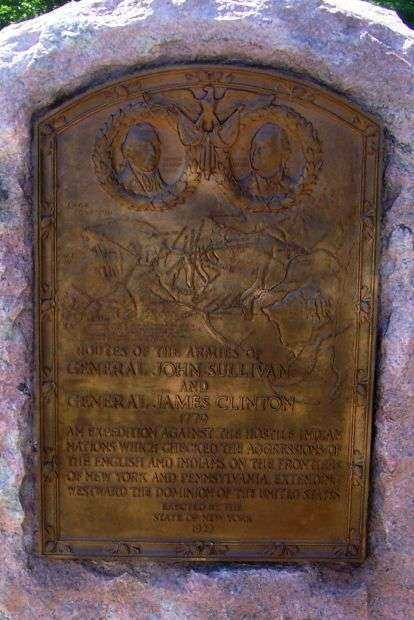 ROUTES OF THE ARMIES OF
GENERAL JOHN SULLIVAN
AND
GENERAL JAMES CLINTON
1779
AN EXPEDITION AGAINST THE HOSTILE INDIAN
NATIONS WHICH CHECKED THE AGGRESSIONS OF
THE ENGLISH AND INDIANS ON THE FRONTIERS
OF NEW YORK AND PENNSYLVANIA, EXTENDING
WESTWARD THE DOMINION OF THE UNITED STATES
ERECTED BY THE
STATE OF NEW YORK
1929